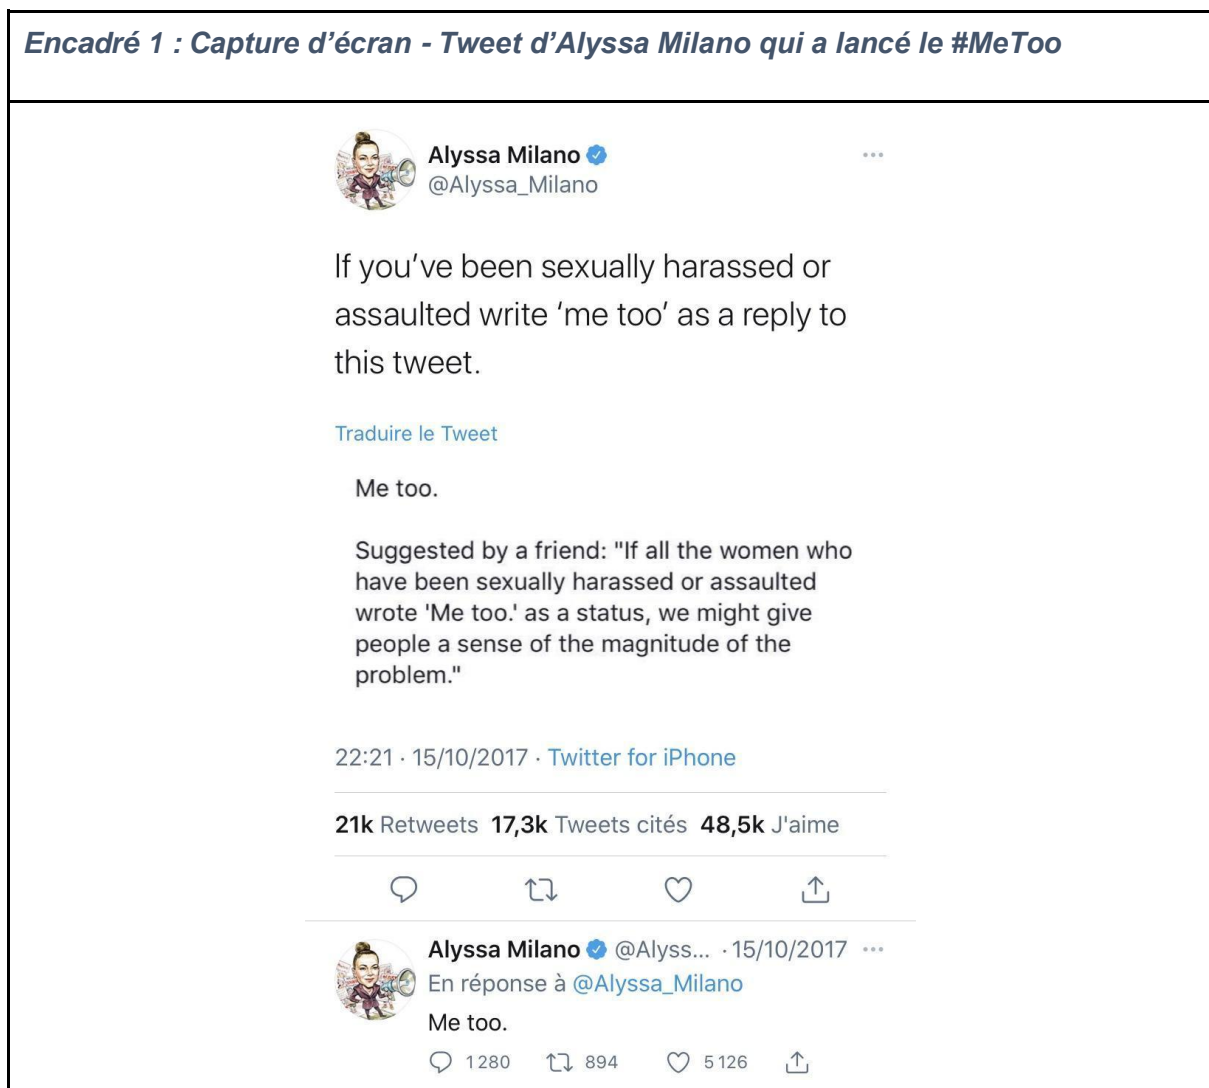 Encadré 1 : Capture d’écran - Tweet d’Alyssa Milano qui a lancé le #MeToo
Alyssa Milano
@Alyssa_Milano
If you’ve been sexually harassed or
assaulted write ‘me too’ as a reply to
this tweet.
Traduire le Tweet
Me too.
Suggested by a friend: "If all the women who
have been sexually harassed or assaulted
wrote 'Me too.' as a status, we might give
people a sense of the magnitude of the
problem."
22:21 · 15/10/2017 · Twitter for iPhone
21k Retweets 17,3k Tweets cités 48,5k J'aime
Alyssa Milano @Alyss... · 15/10/2017
En réponse à @Alyssa_Milano
Me too.
1 280 894 5 126